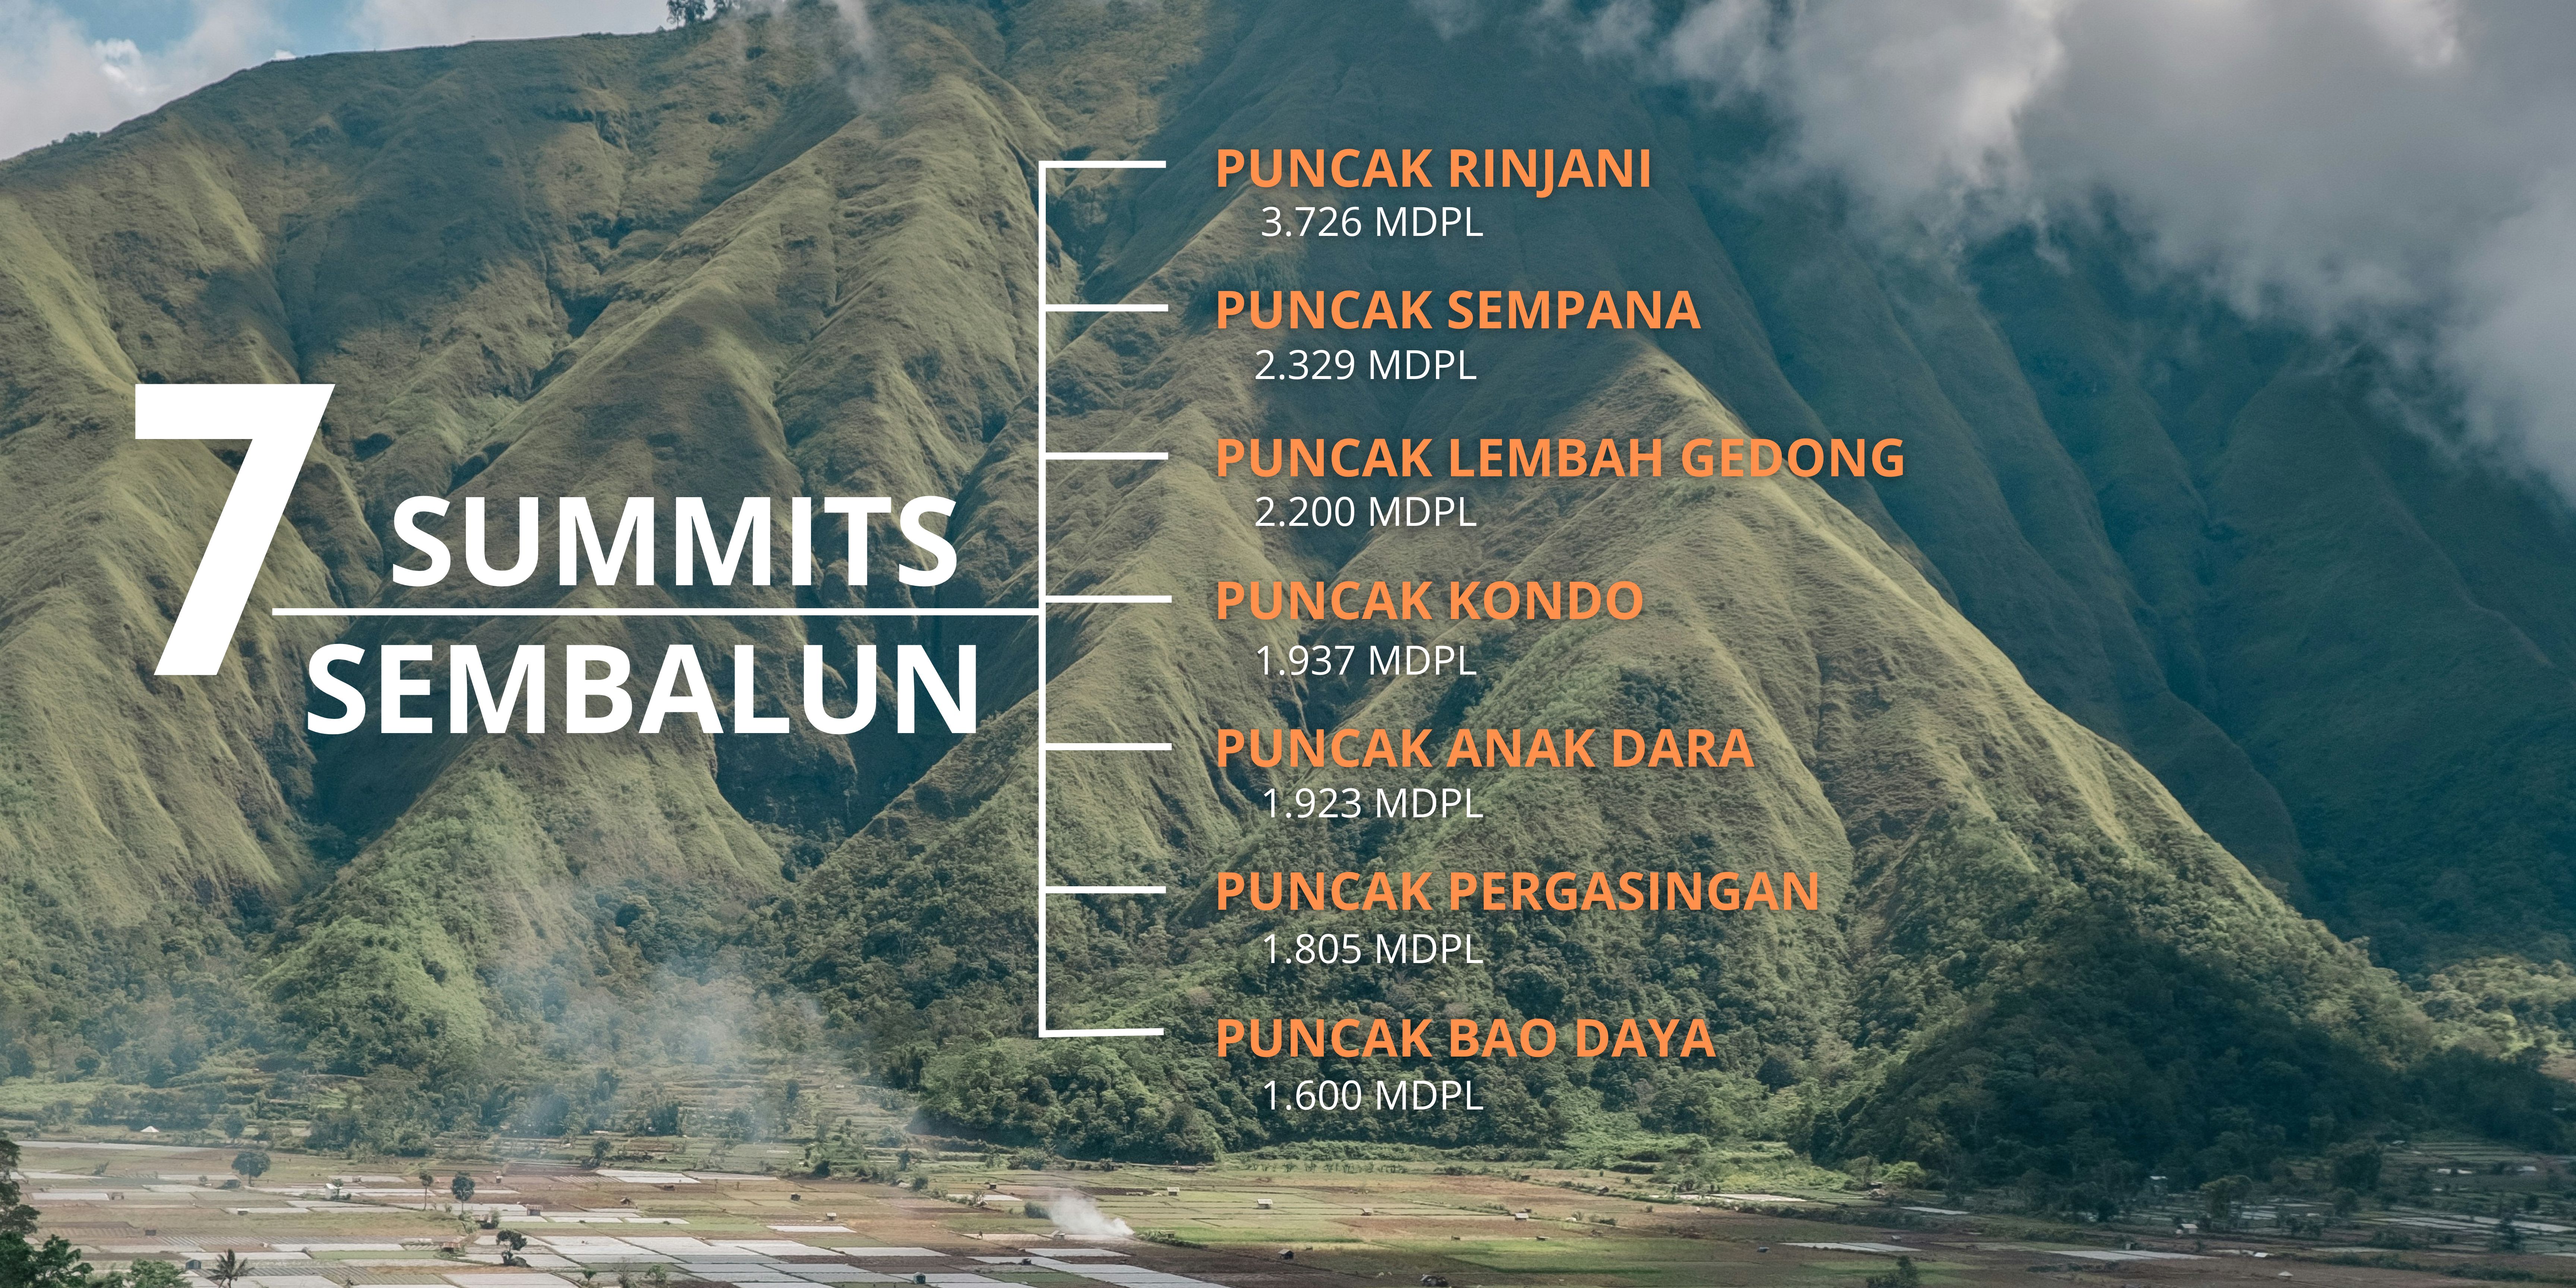 7
SUMMITS
SEMBALUN
PUNCAK RINJANI
3.726 MDPL
PUNCAK SEMPANA
2.329 MDPL
PUNCAK LEMBAH GEDONG
2.200 MDPL
PUNCAK KONDO
1.937 MDPL
PUNCAK ANAK DARA
1.923 MDPL
PUNCAK PERGASINGAN
1.805 MDPL
PUNCAK BAO DAYA
1.600 MDPL